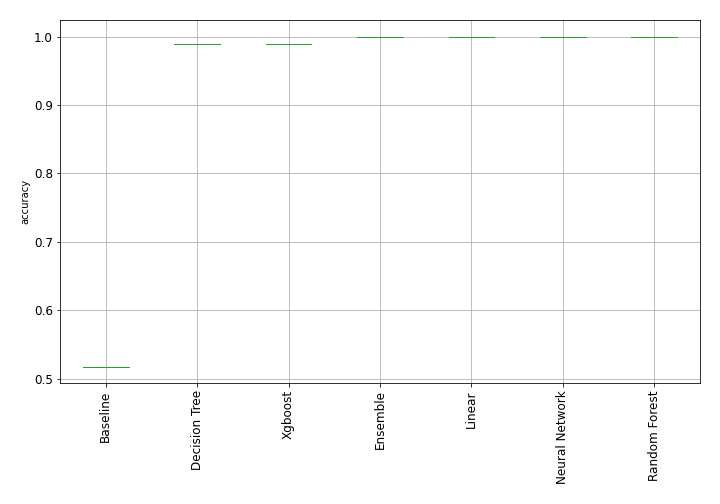 1.0
0.9
0.8
0.7
0.6
0.5
accuracy
Baseline
Decision Tree
Xgboost
Ensemble
Linear
Neural Network
Random Forest